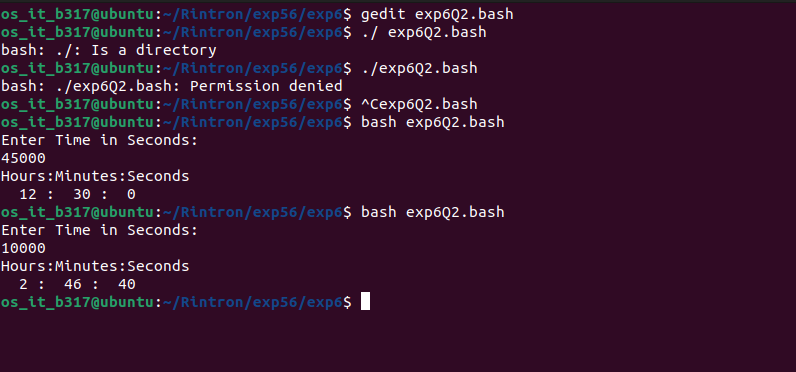 os_it_b317@ubuntu:~/Rintron/exp56/exp6$ gedit exp6Q2.bash
os_it_b317@ubuntu:~/Rintron/exp56/exp6$ ./ exp6Q2.bash
bash: ./: Is a directory
os_it_b317@ubuntu:~/Rintron/exp56/exp6$ ./exp6Q2.bash
bash: ./exp6Q2.bash: Permission denied
os_it_b317@ubuntu:~/Rintron/exp56/exp6$ ^Cexp6Q2.bash
os_it_b317@ubuntu:~/Rintron/exp56/exp6$ bash exp6Q2.bash
Enter Time in Seconds:
45000
Hours:Minutes:Seconds
  12 :  30 :  0
os_it_b317@ubuntu:~/Rintron/exp56/exp6$ bash exp6Q2.bash
Enter Time in Seconds:
10000
Hours:Minutes:Seconds
  2 :  46 :  40
os_it_b317@ubuntu:~/Rintron/exp56/exp6$